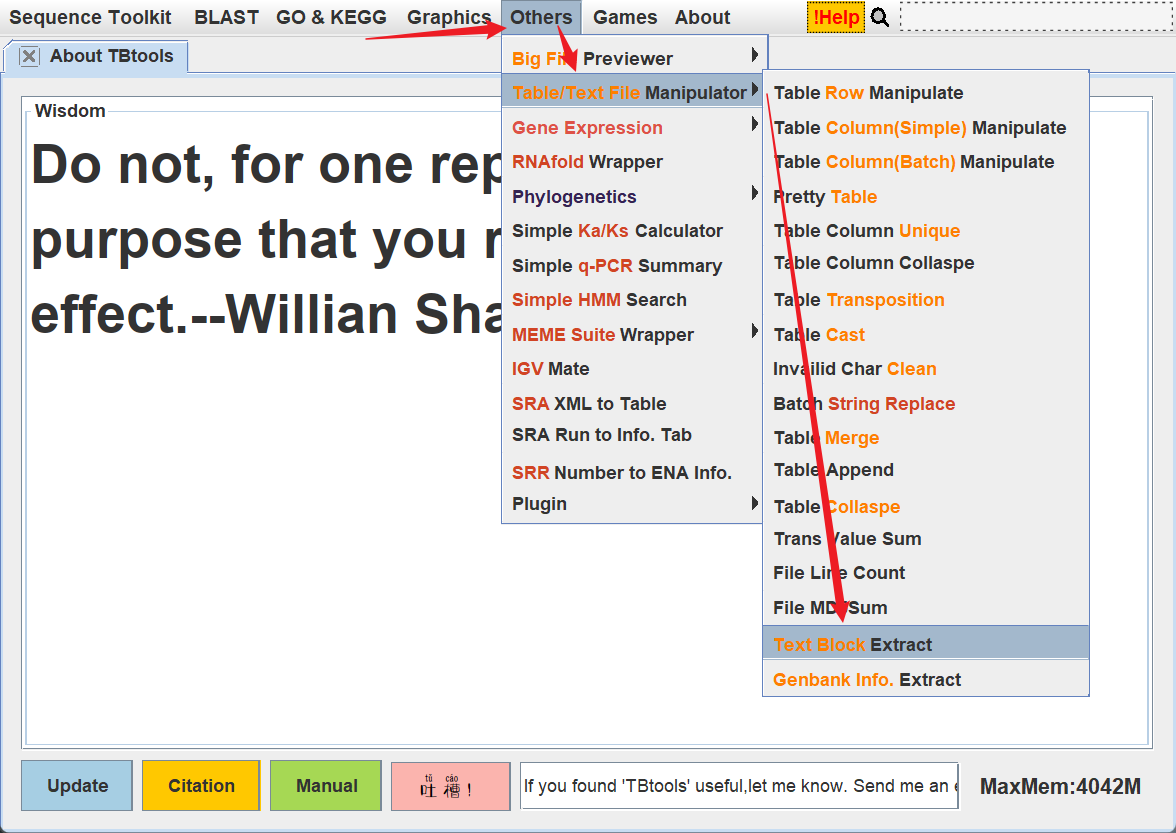 Sequence Toolkit BLAST GO & KEGG Graphics Others Games About !Help
About TBtools
Wisdom
Do not, for one rep
purpose that you
effect.--Willian Sha
Big Fi Previewer
Table/Text File Manipulator
Gene Expression
RNAfold Wrapper
Phylogenetics
Simple Ka/Ks Calculator
Simple q-PCR Summary
Simple HMM Search
MEME Suite Wrapper
IGV Mate
SRA XML to Table
SRA Run to Info. Tab
SRR Number to ENA Info.
Plugin
Table Row Manipulate
Table Column(Simple) Manipulate
Table Column(Batch) Manipulate
Pretty Table
Table Column Unique
Table Column Collaspe
Table Transposition
Table Cast
Invailid Char Clean
Batch String Replace
Table Merge
Table Append
Table Collaspe
Trans Value Sum
File Line Count
File MD5Sum
Text Block Extract
Genbank Info. Extract
Update
Citation
Manual
tǔ cáo
吐 槽！
If you found 'TBtools' useful,let me know. Send me an e
MaxMem:4042M